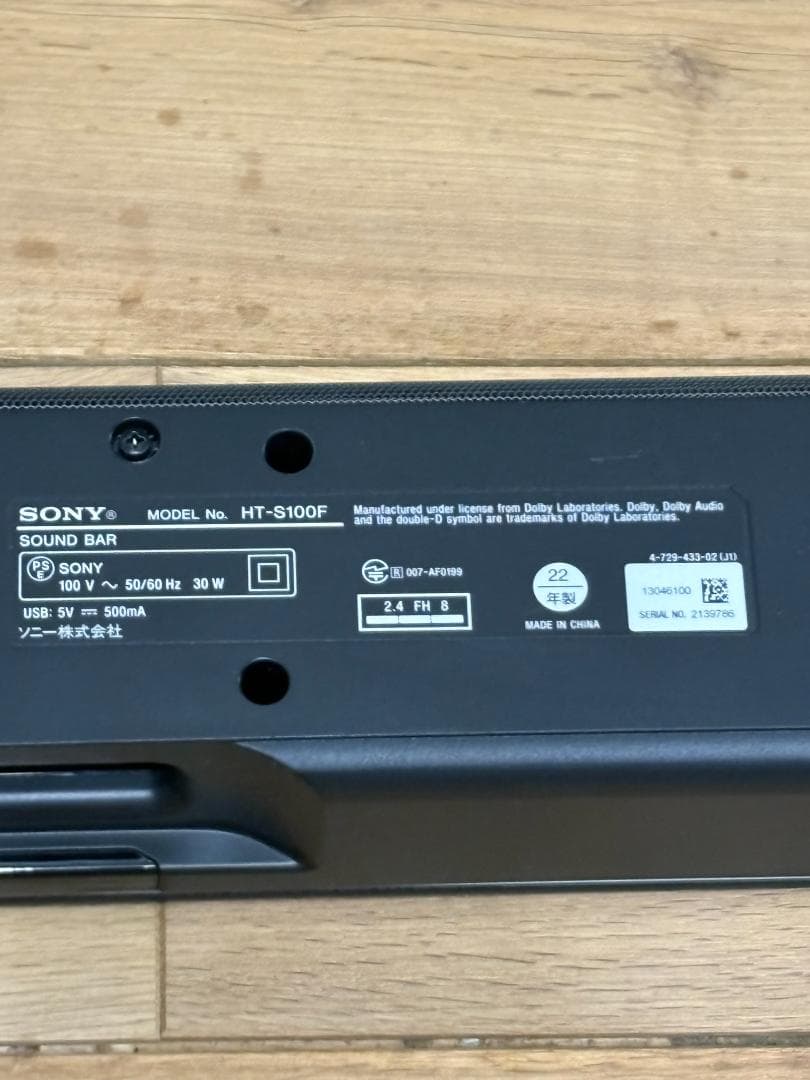 SONY® MODEL No. HT-S100F
SOUND BAR
PS
E
SONY
100 V ～ 50/60 Hz 30 W
USB: 5V ⎓ 500mA
ソニー株式会社
Manufactured under license from Dolby Laboratories. Dolby, Dolby Audio
and the double-D symbol are trademarks of Dolby Laboratories.
R 007-AF0199
2.4 FH 8
22
年製
MADE IN CHINA
4-729-433-02 (J1)
13046100
SERIAL NO. 2139786